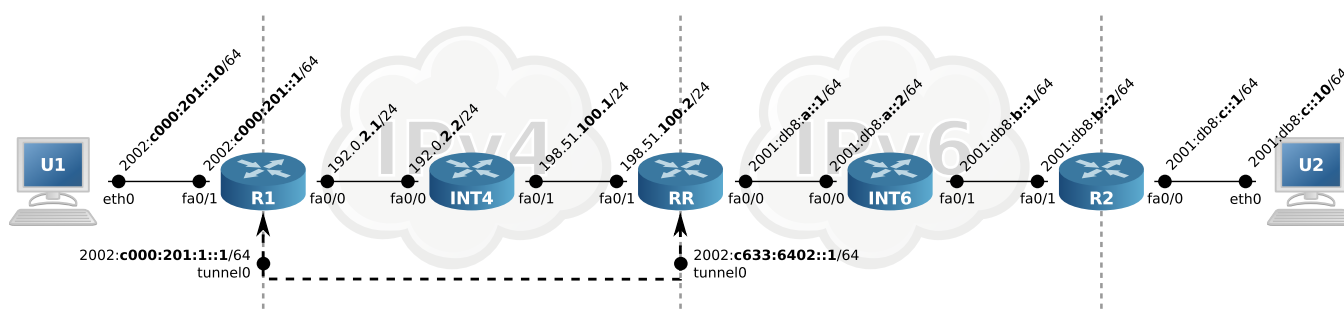 2002:c000:201::10/64
2002:c000:201::1/64
192.0.2.1/24
192.0.2.2/24
198.51.100.1/24
198.51.100.2/24
2001:db8:a::1/64
2001:db8:a::2/64
2001:db8:b::1/64
2001:db8:b::2/64
2001:db8:c::1/64
2001:db8:c::10/64
IPv4
IPv6
U1
R1
INT4
RR
INT6
R2
U2
eth0
fa0/1
fa0/0
fa0/0
fa0/1
fa0/1
fa0/0
fa0/0
fa0/1
fa0/1
fa0/0
eth0
2002:c000:201:1::1/64
tunnel0
2002:c633:6402::1/64
tunnel0